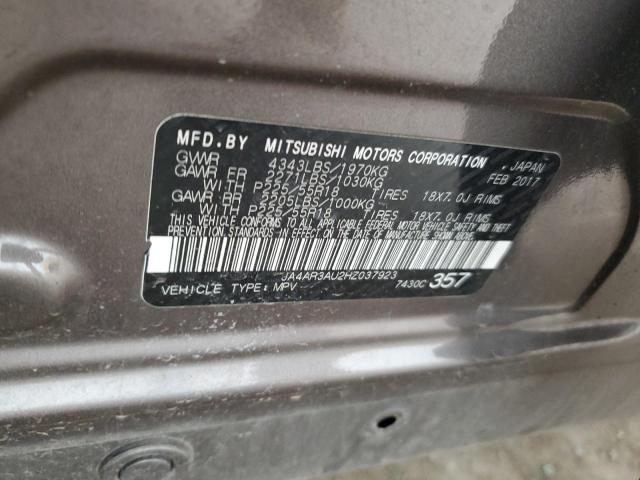 MFD.BY MITSUBISHI MOTORS CORPORATION JAPAN
GVWR 4343LBS/1970KG FEB 2017
GAWR FR 2271LBS/1030KG
WITH P225/55R18 TIRES 18X7.0J RIMS
GAWR RR 2205LBS/1000KG
WITH P225/55R18 TIRES 18X7.0J RIMS
THIS VEHICLE CONFORMS TO ALL APPLICABLE FEDERAL MOTOR VEHICLE SAFETY AND THEFT
PREVENTION STANDARDS IN EFFECT ON THE DATE OF MANUFACTURE SHOWN ABOVE.
JA4AR3AU2HZ037923
VEHICLE TYPE: MPV 7430C 357